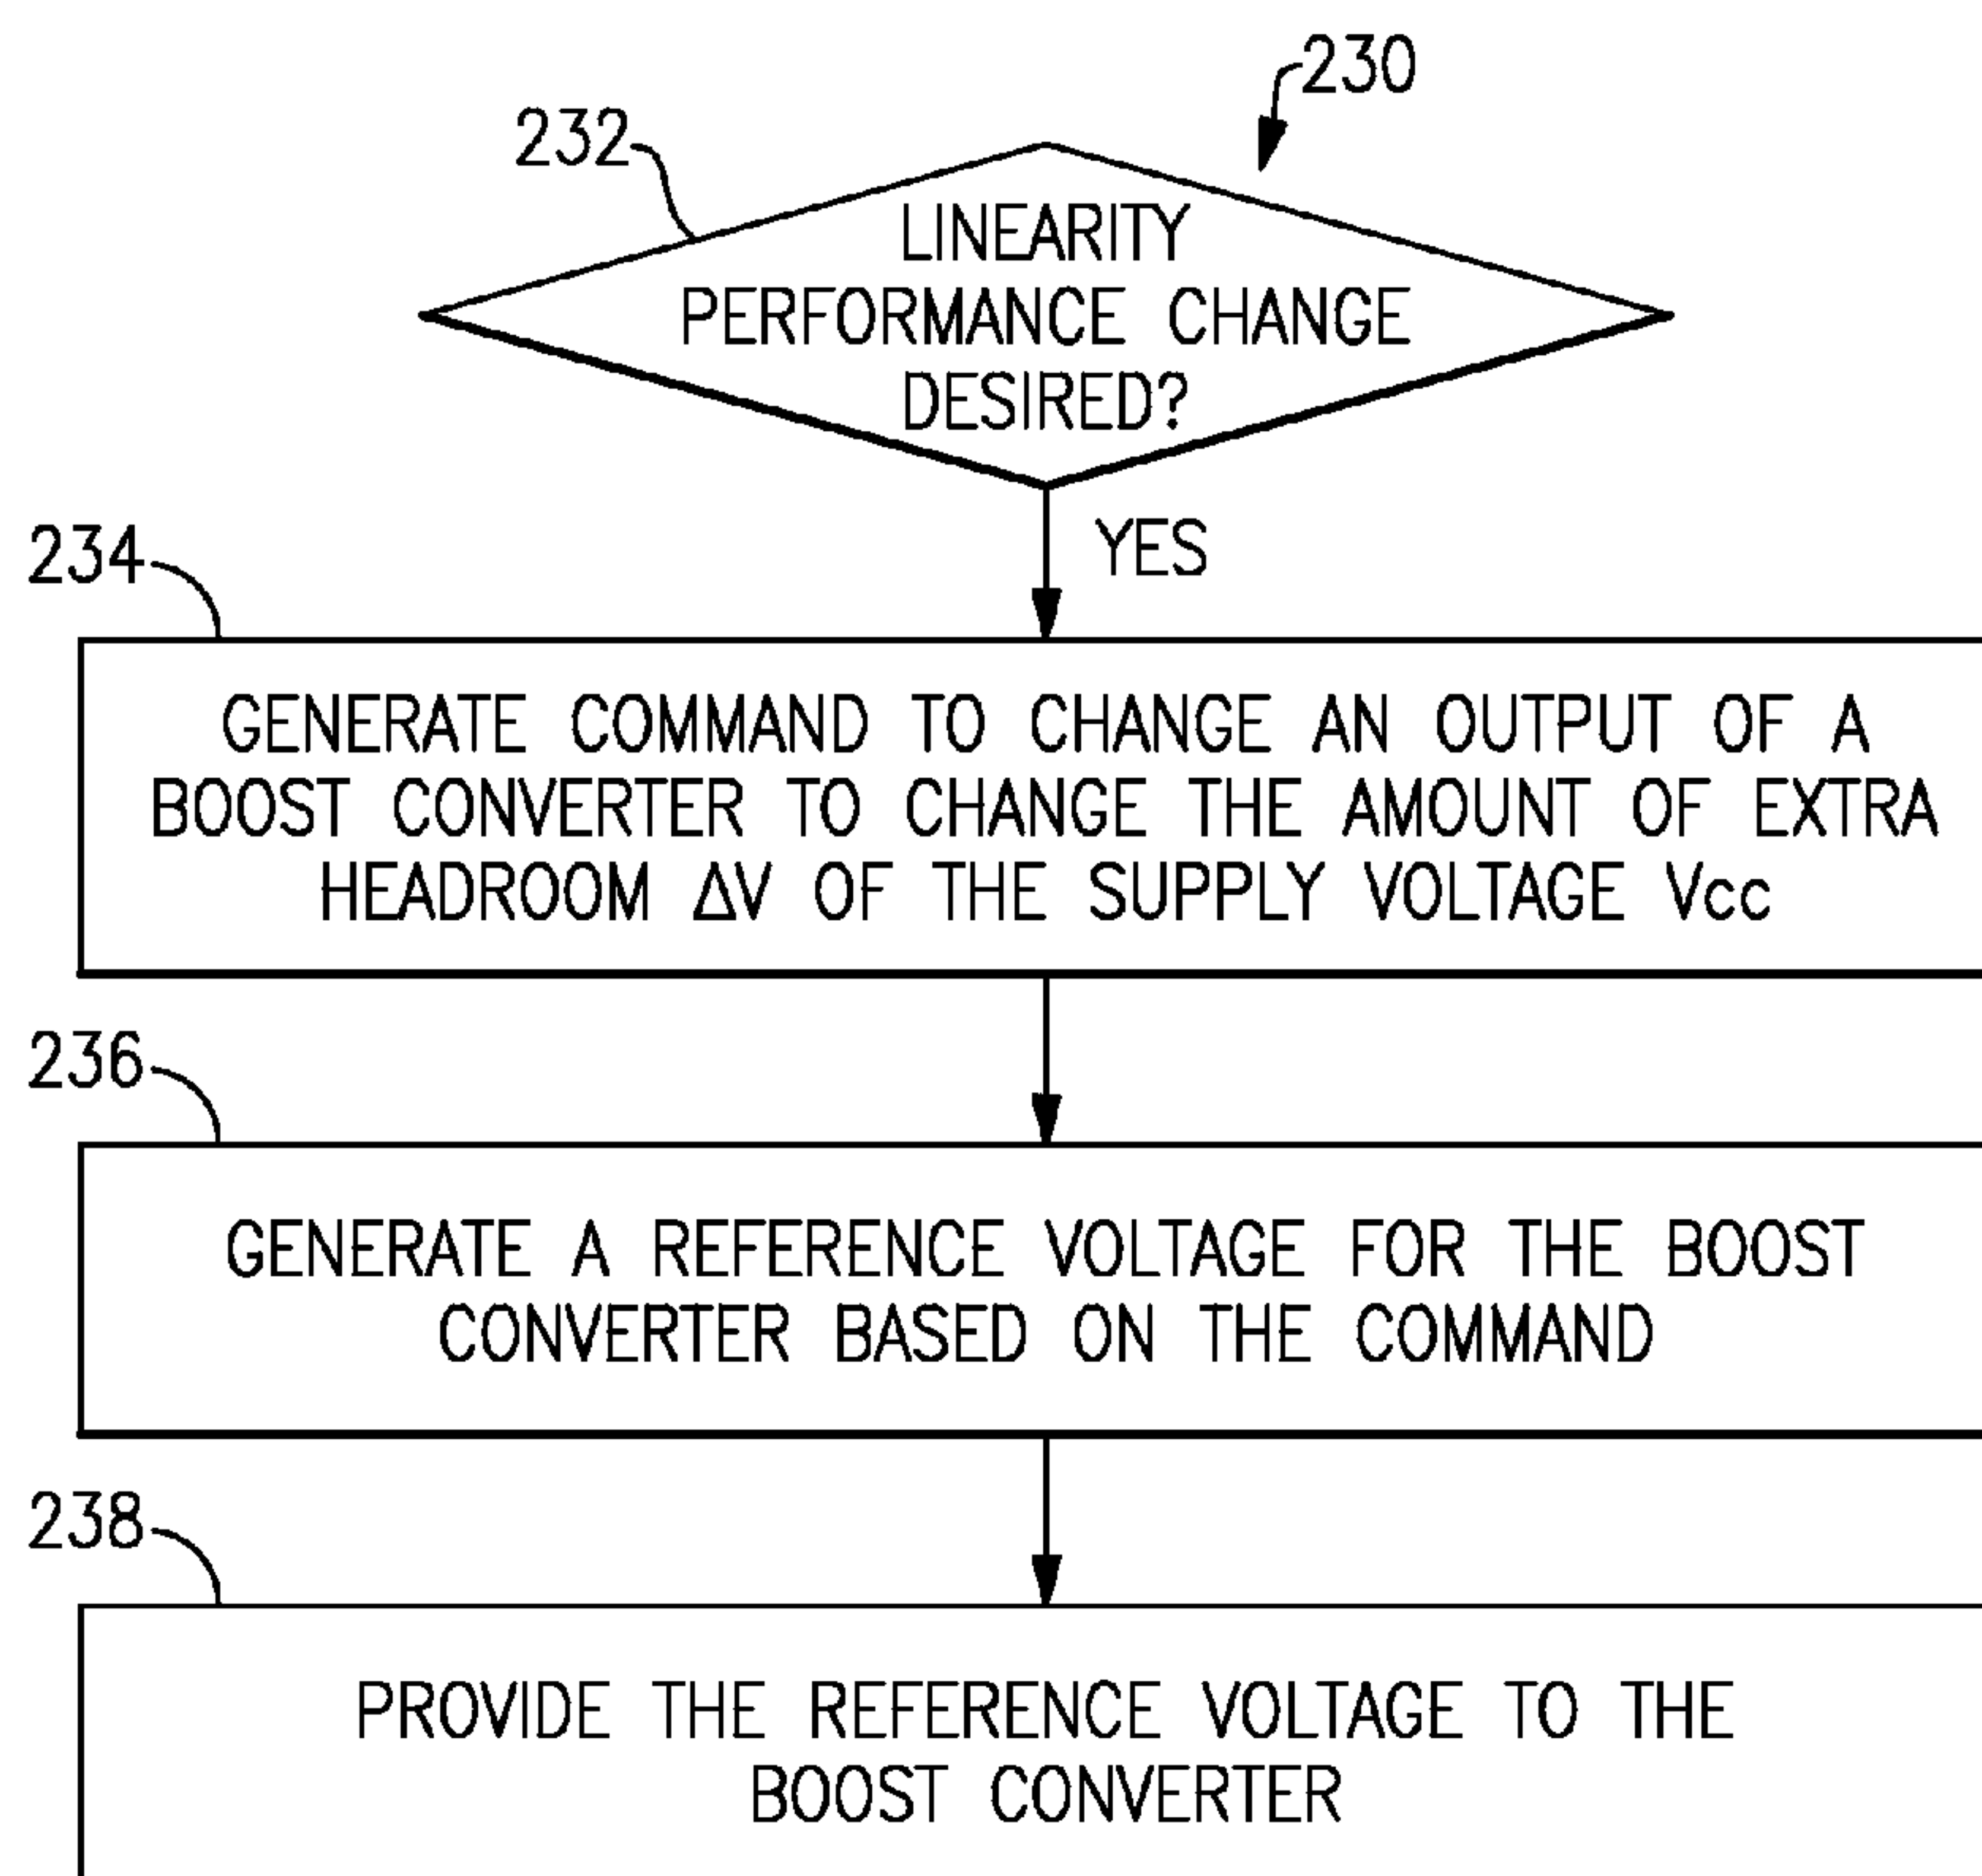 230
232
LINEARITY
PERFORMANCE CHANGE
DESIRED?
YES
234
GENERATE COMMAND TO CHANGE AN OUTPUT OF A
BOOST CONVERTER TO CHANGE THE AMOUNT OF EXTRA
HEADROOM ΔV OF THE SUPPLY VOLTAGE Vcc
236
GENERATE A REFERENCE VOLTAGE FOR THE BOOST
CONVERTER BASED ON THE COMMAND
238
PROVIDE THE REFERENCE VOLTAGE TO THE
BOOST CONVERTER